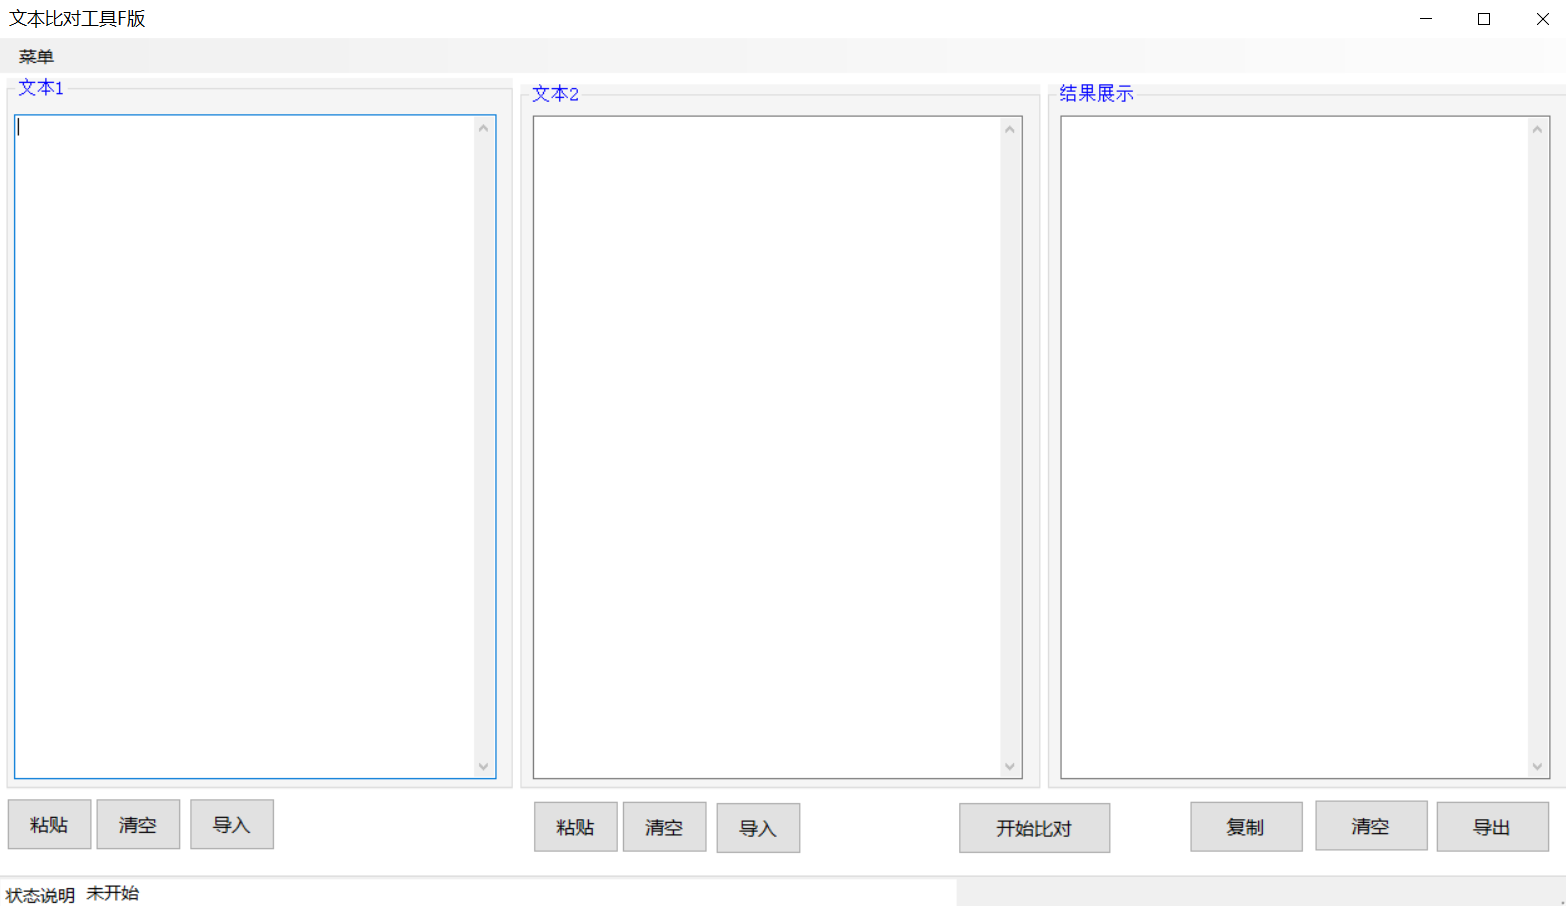 文本比对工具F版
菜单
文本1
文本2
结果展示
粘贴 清空 导入 粘贴 清空 导入 开始比对 复制 清空 导出
状态说明 未开始